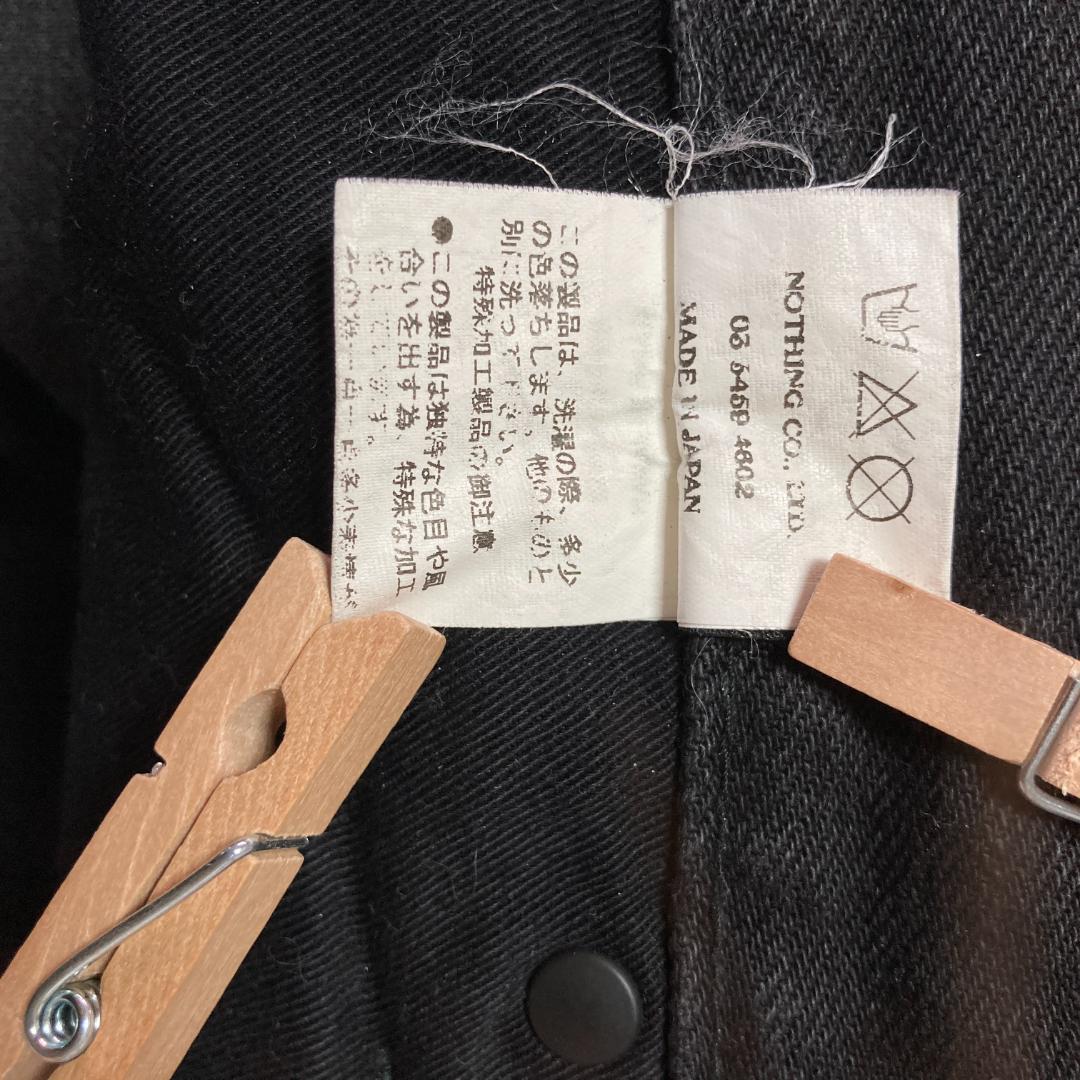 NOTHING CO., LTD.
03 5459 4802
MADE IN JAPAN
この製品は、洗濯の際、多少
の色落ちします。他のものと
別に洗って下さい。
特殊加工製品の御注意
●この製品は独特な色目や風
合いを出す為、特殊な加工